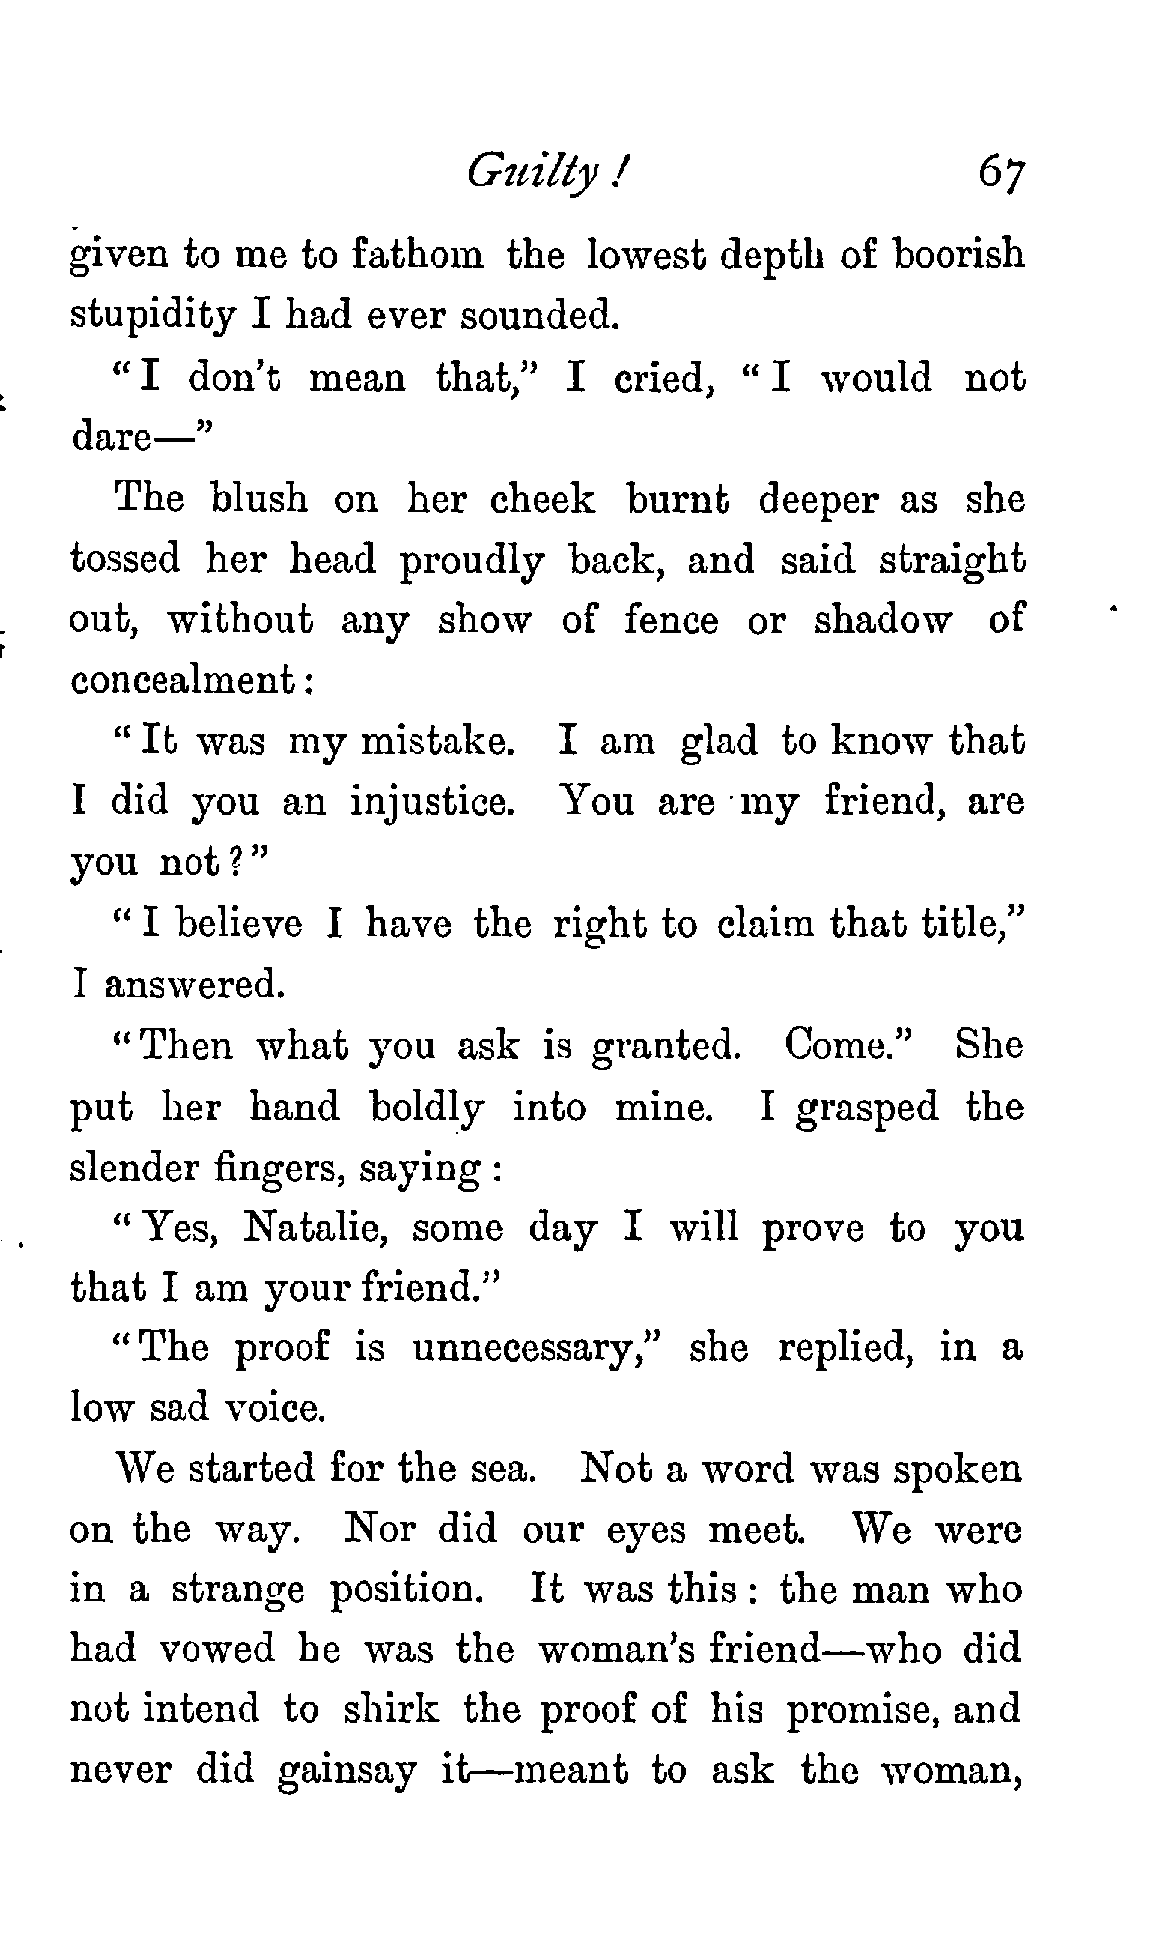 Guilty! 67
given to me to fathom the lowest depth of boorish
stupidity I had ever sounded.
“I don't mean that,” I cried, “I would not
dare—”
The blush on her cheek burnt deeper as she
tossed her head proudly back, and said straight
out, without any show of fence or shadow of
concealment:
“It was my mistake. I am glad to know that
I did you an injustice. You are my friend, are
you not?”
“I believe I have the right to claim that title,”
I answered.
“Then what you ask is granted. Come.” She
put her hand boldly into mine. I grasped the
slender fingers, saying:
“Yes, Natalie, some day I will prove to you
that I am your friend.”
“The proof is unnecessary,” she replied, in a
low sad voice.
We started for the sea. Not a word was spoken
on the way. Nor did our eyes meet. We were
in a strange position. It was this: the man who
had vowed he was the woman's friend—who did
not intend to shirk the proof of his promise, and
never did gainsay it—meant to ask the woman,